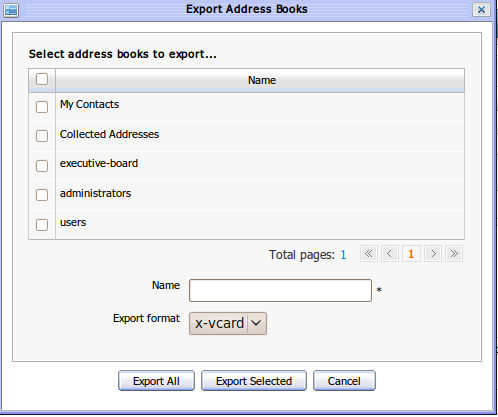 Export Address Books
Select address books to export...
Name
My Contacts
Collected Addresses
executive-board
administrators
users
Total pages: 1 « ‹ 1 › »
Name *
Export format x-vcard
Export All Export Selected Cancel